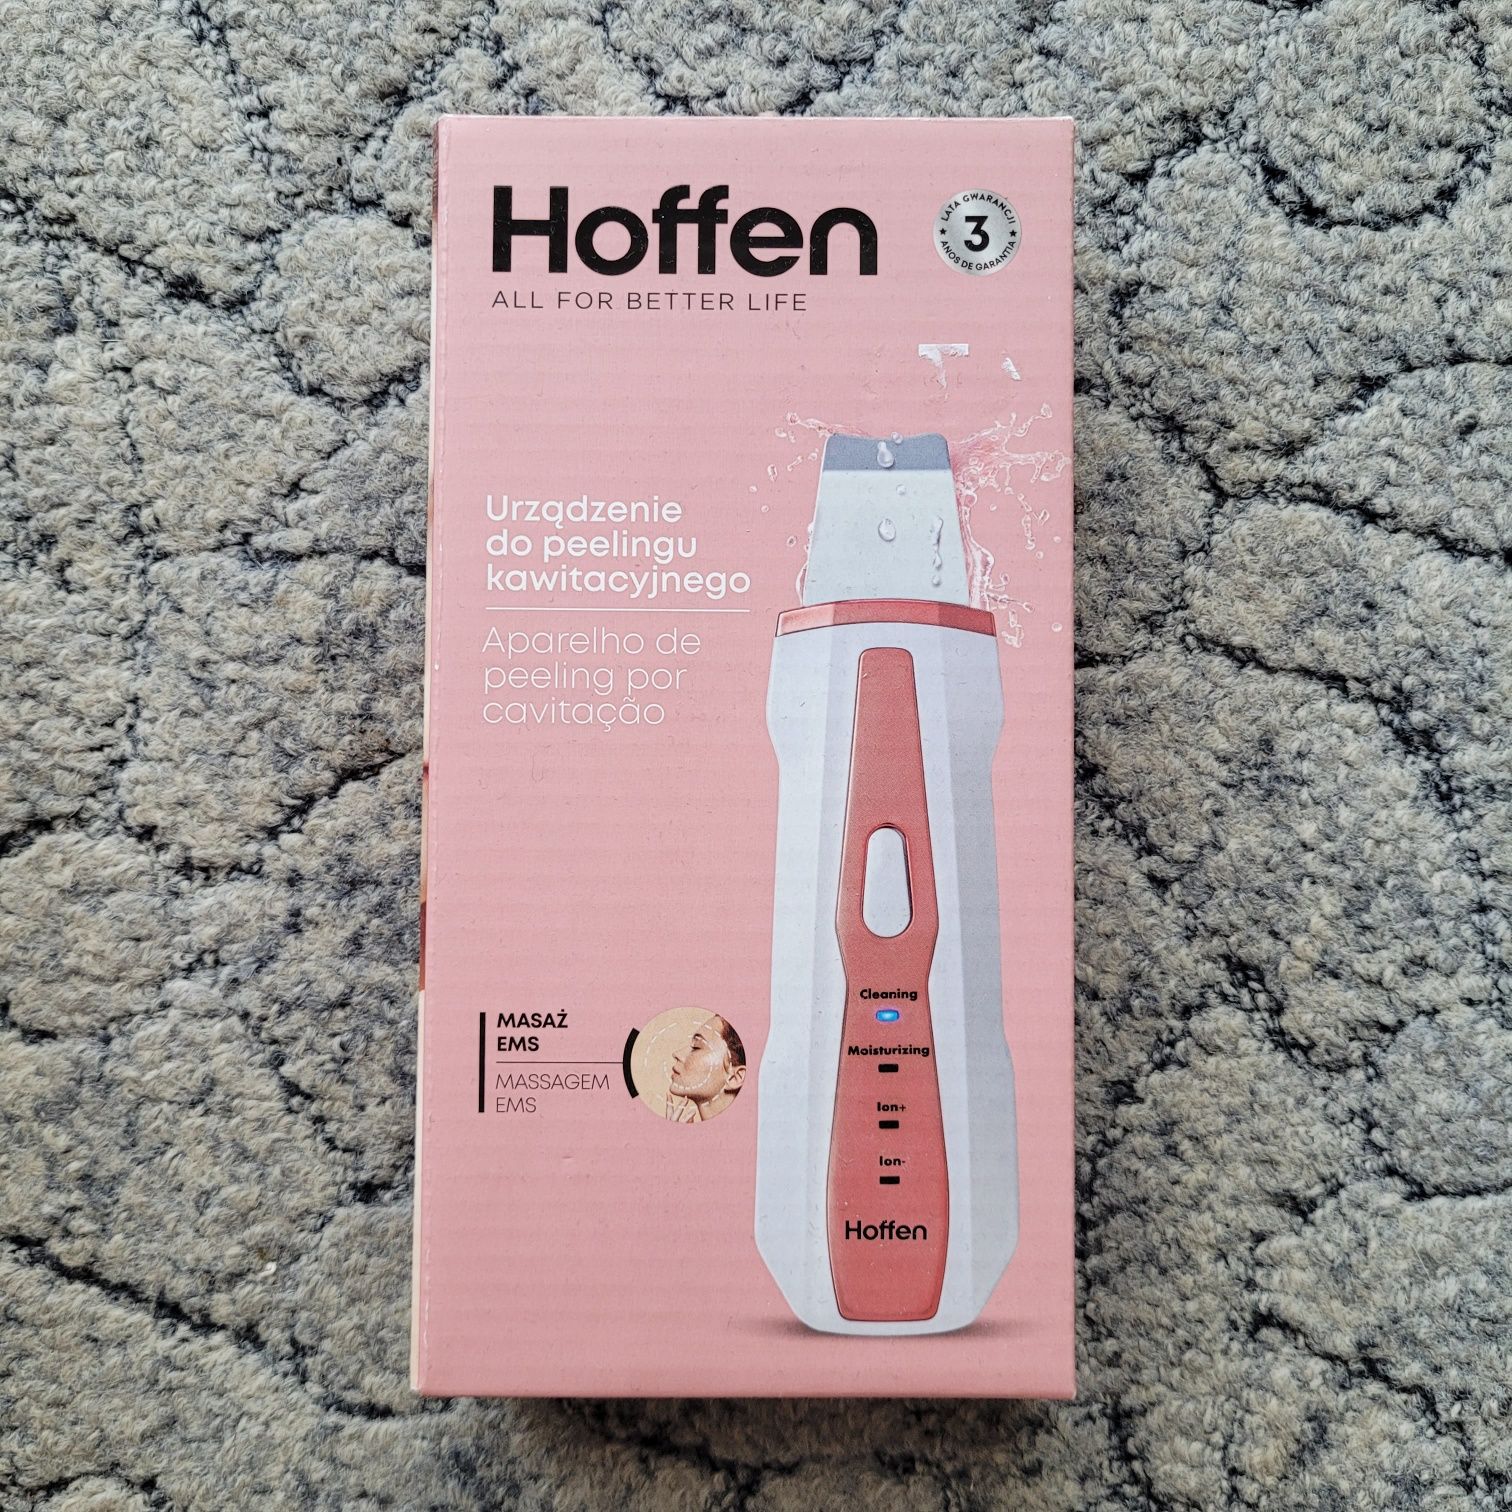 Hoffen
ALL FOR BETTER LIFE
LATA GWARANCJI
3
ANOS DE GARANTIA
Urządzenie
do peelingu
kawitacyjnego
Aparelho de
peeling por
cavitação
MASAŻ
EMS
MASSAGEM
EMS
Cleaning
Moisturizing
Ion+
Ion-
Hoffen